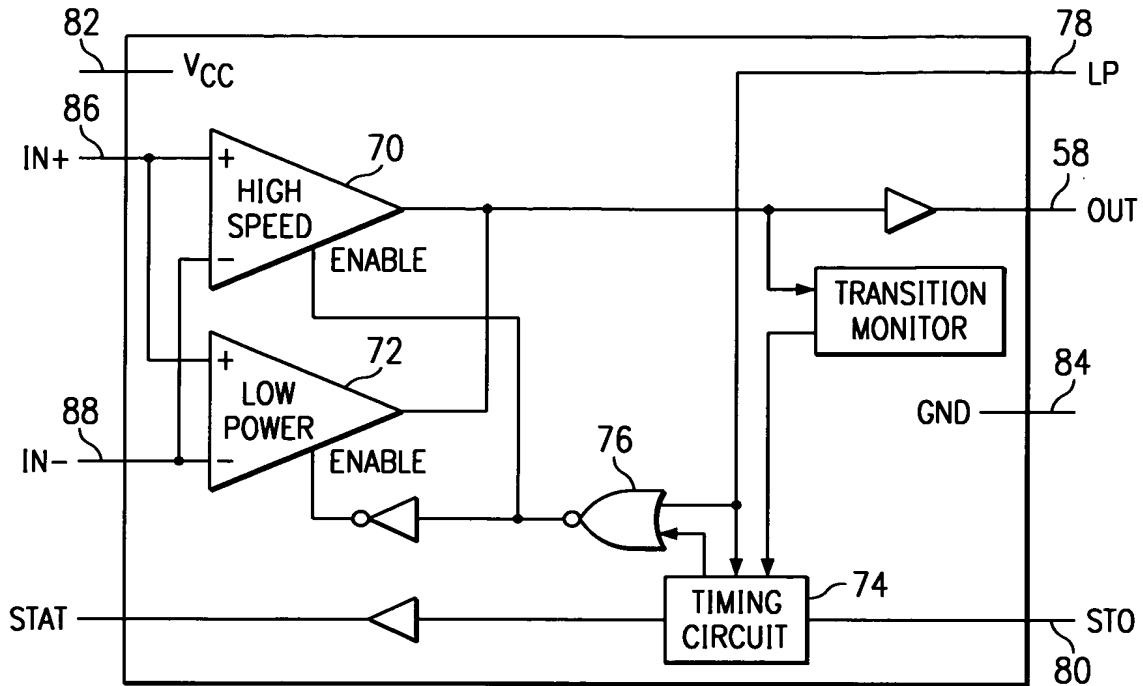 82
78
VCC
LP
86
IN+
+
70
58
HIGH
SPEED
OUT
−
ENABLE
TRANSITION
MONITOR
+
72
84
LOW
POWER
GND
88
76
IN-
−
ENABLE
74
STAT
TIMING
CIRCUIT
STO
80